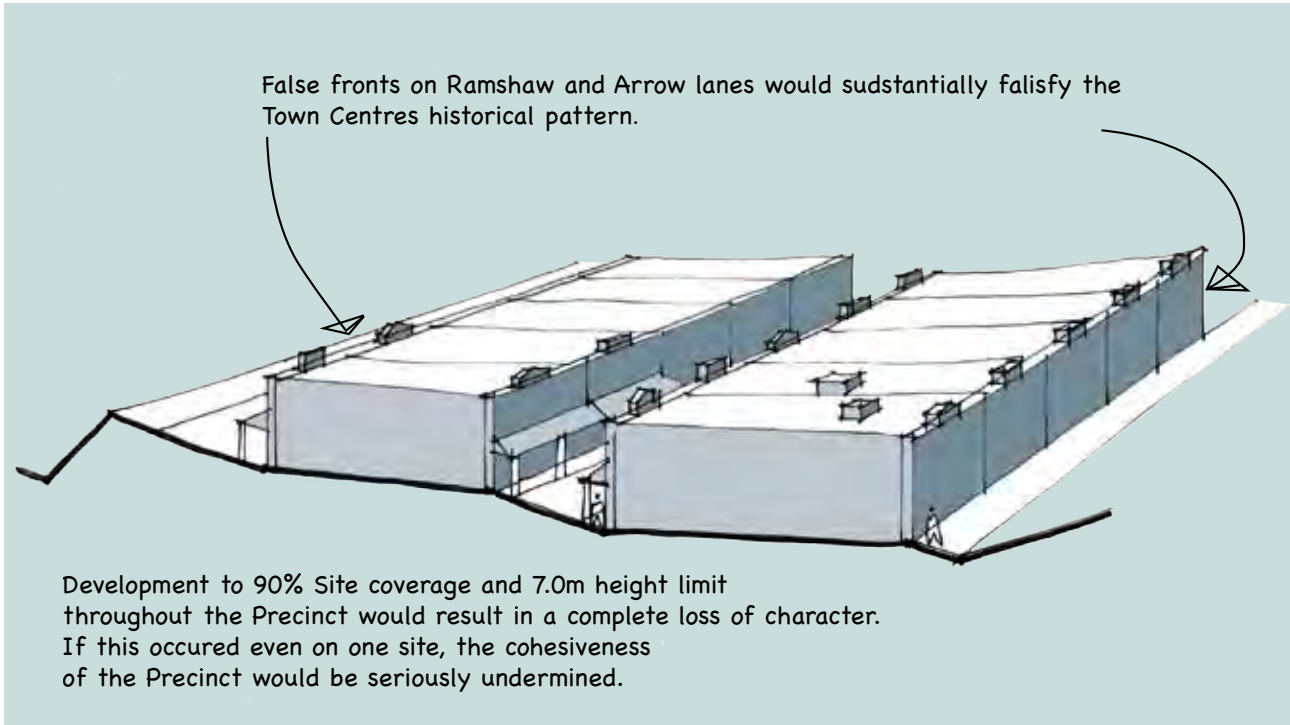 False fronts on Ramshaw and Arrow lanes would sudstantially falisfy the
Town Centres historical pattern.
Development to 90% Site coverage and 7.0m height limit
throughout the Precinct would result in a complete loss of character.
If this occured even on one site, the cohesiveness
of the Precinct would be seriously undermined.